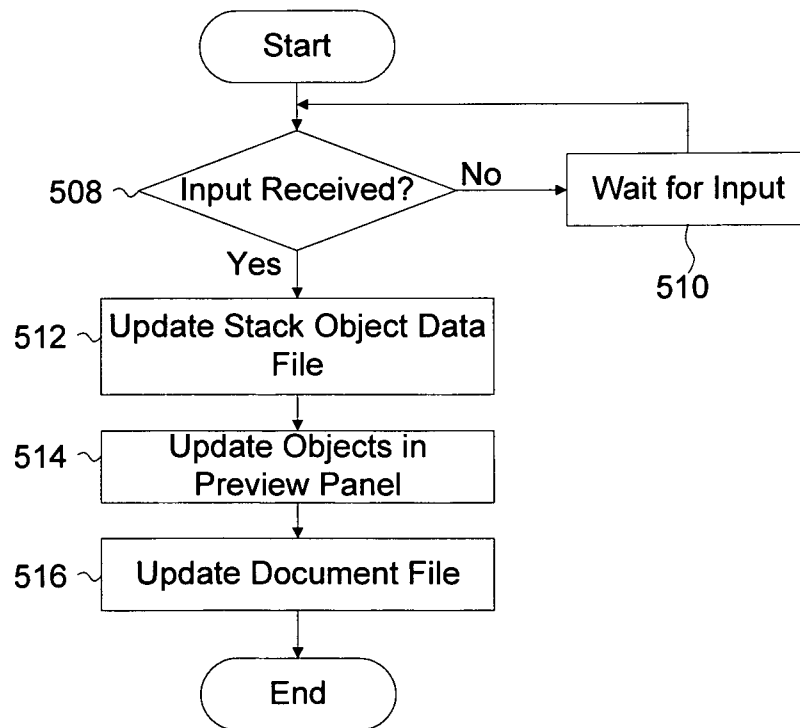 Start
508
Input Received?
No
Wait for Input
510
Yes
512
Update Stack Object Data
File
514
Update Objects in
Preview Panel
516
Update Document File
End